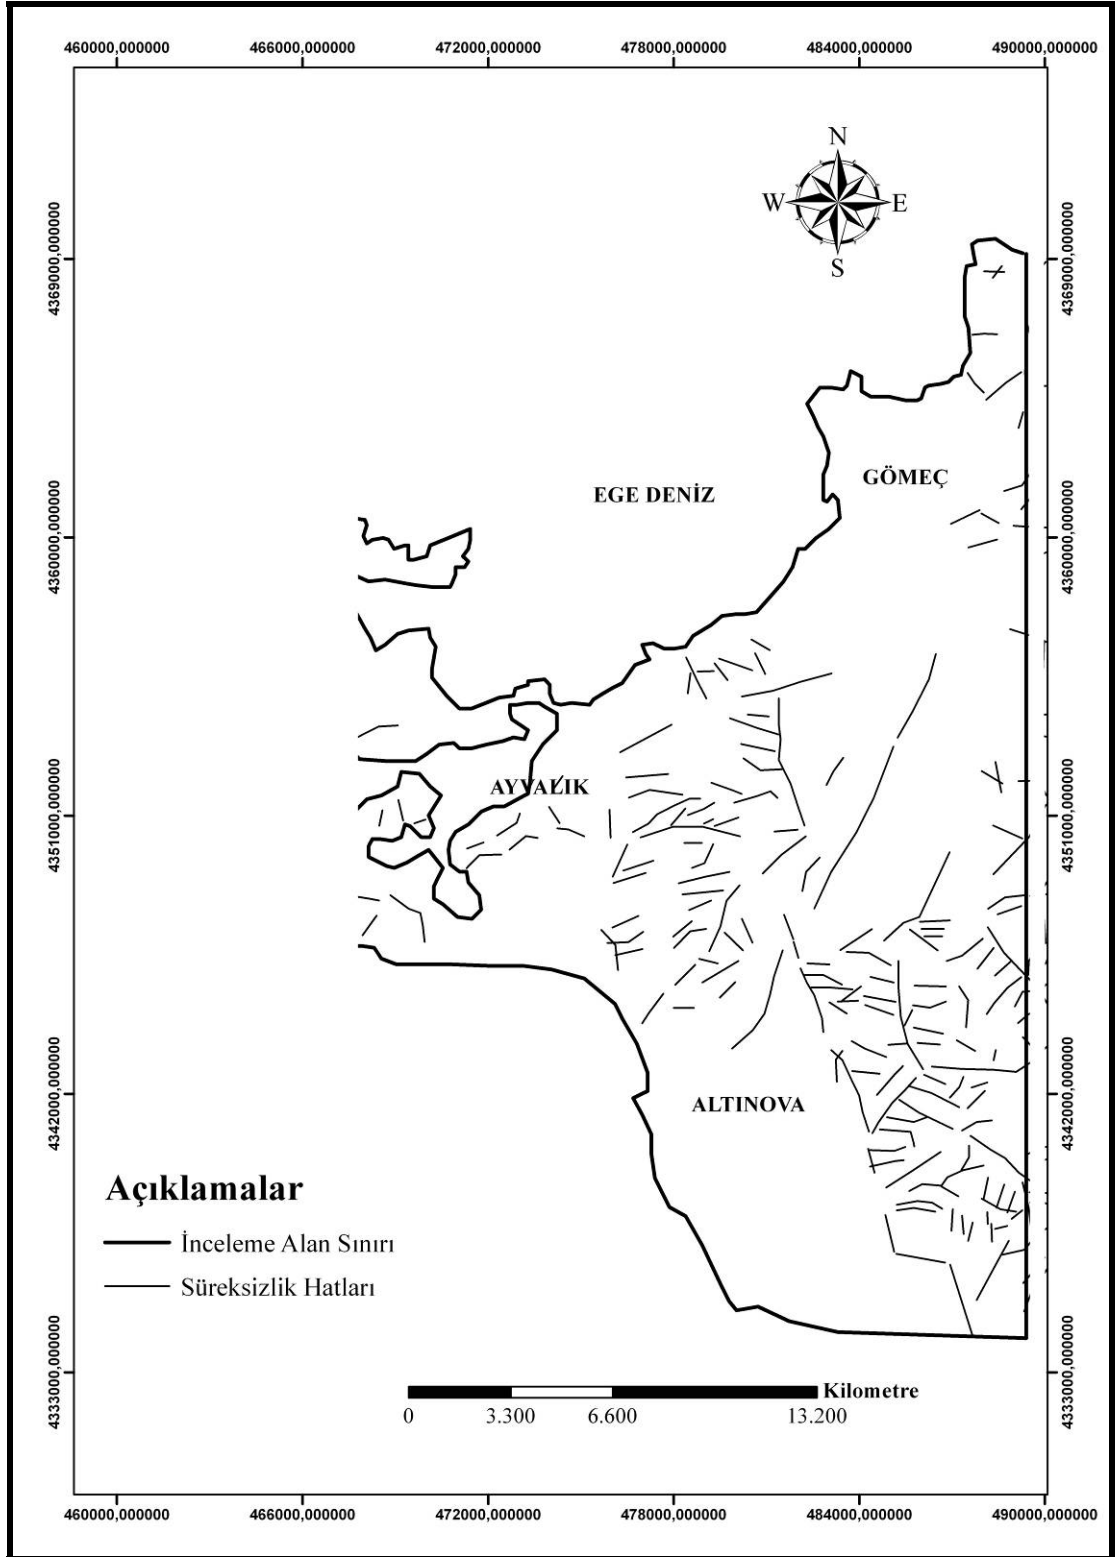 460000,000000 466000,000000 472000,000000 478000,000000 484000,000000 490000,000000
N
W E
S
4369000,000000 4369000,000000
GÖMEÇ
EGE DENİZ
4360000,000000 4360000,000000
AYVALIK
4351000,000000 4351000,000000
4342000,000000 4342000,000000
ALTINOVA
Açıklamalar
İnceleme Alan Sınırı
Süreksizlik Hatları
4333000,000000 4333000,000000
Kilometre
0 3.300 6.600 13.200
460000,000000 466000,000000 472000,000000 478000,000000 484000,000000 490000,000000